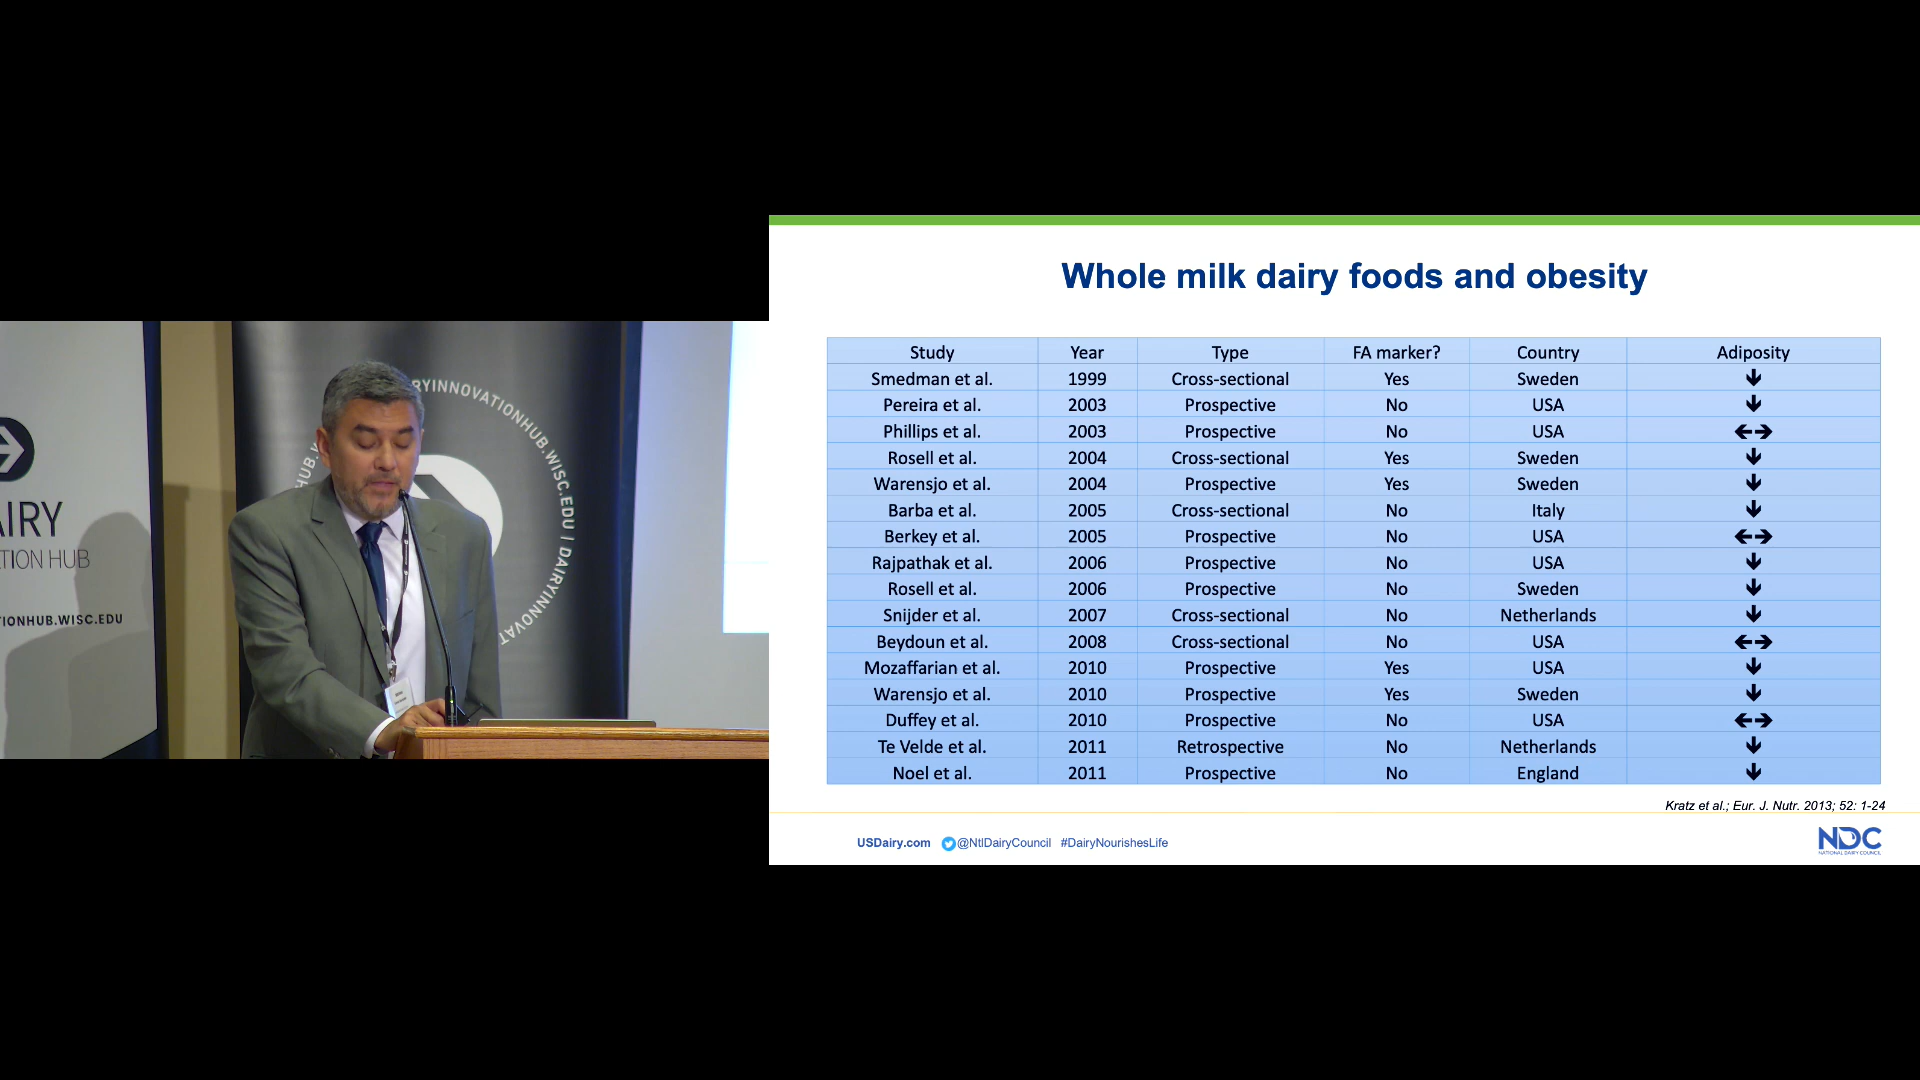 AIRY
TION HUB
TIONHUB.WISC.EDU
HUB.W
RYINNOVATIONHUB.WISC.EDU | DAIRYINNOVAT
Whole milk dairy foods and obesity
Study Year Type FA marker? Country Adiposity
Smedman et al. 1999 Cross-sectional Yes Sweden 🡻
Pereira et al. 2003 Prospective No USA 🡻
Phillips et al. 2003 Prospective No USA 🡸🡺
Rosell et al. 2004 Cross-sectional Yes Sweden 🡻
Warensjo et al. 2004 Prospective Yes Sweden 🡻
Barba et al. 2005 Cross-sectional No Italy 🡻
Berkey et al. 2005 Prospective No USA 🡸🡺
Rajpathak et al. 2006 Prospective No USA 🡻
Rosell et al. 2006 Prospective No Sweden 🡻
Snijder et al. 2007 Cross-sectional No Netherlands 🡻
Beydoun et al. 2008 Cross-sectional No USA 🡸🡺
Mozaffarian et al. 2010 Prospective Yes USA 🡻
Warensjo et al. 2010 Prospective Yes Sweden 🡻
Duffey et al. 2010 Prospective No USA 🡸🡺
Te Velde et al. 2011 Retrospective No Netherlands 🡻
Noel et al. 2011 Prospective No England 🡻
Kratz et al.; Eur. J. Nutr. 2013; 52: 1-24
USDairy.com @NtlDairyCouncil #DairyNourishesLife
NDC
NATIONAL DAIRY COUNCIL